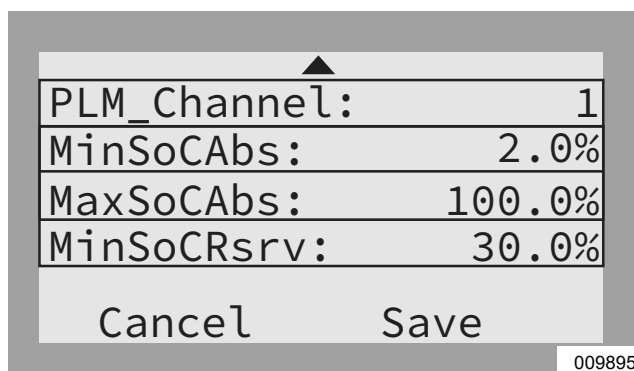 PLM_Channel: 1
MinSoCAbs: 2.0%
MaxSoCAbs: 100.0%
MinSoCRsrv: 30.0%
Cancel Save
009895